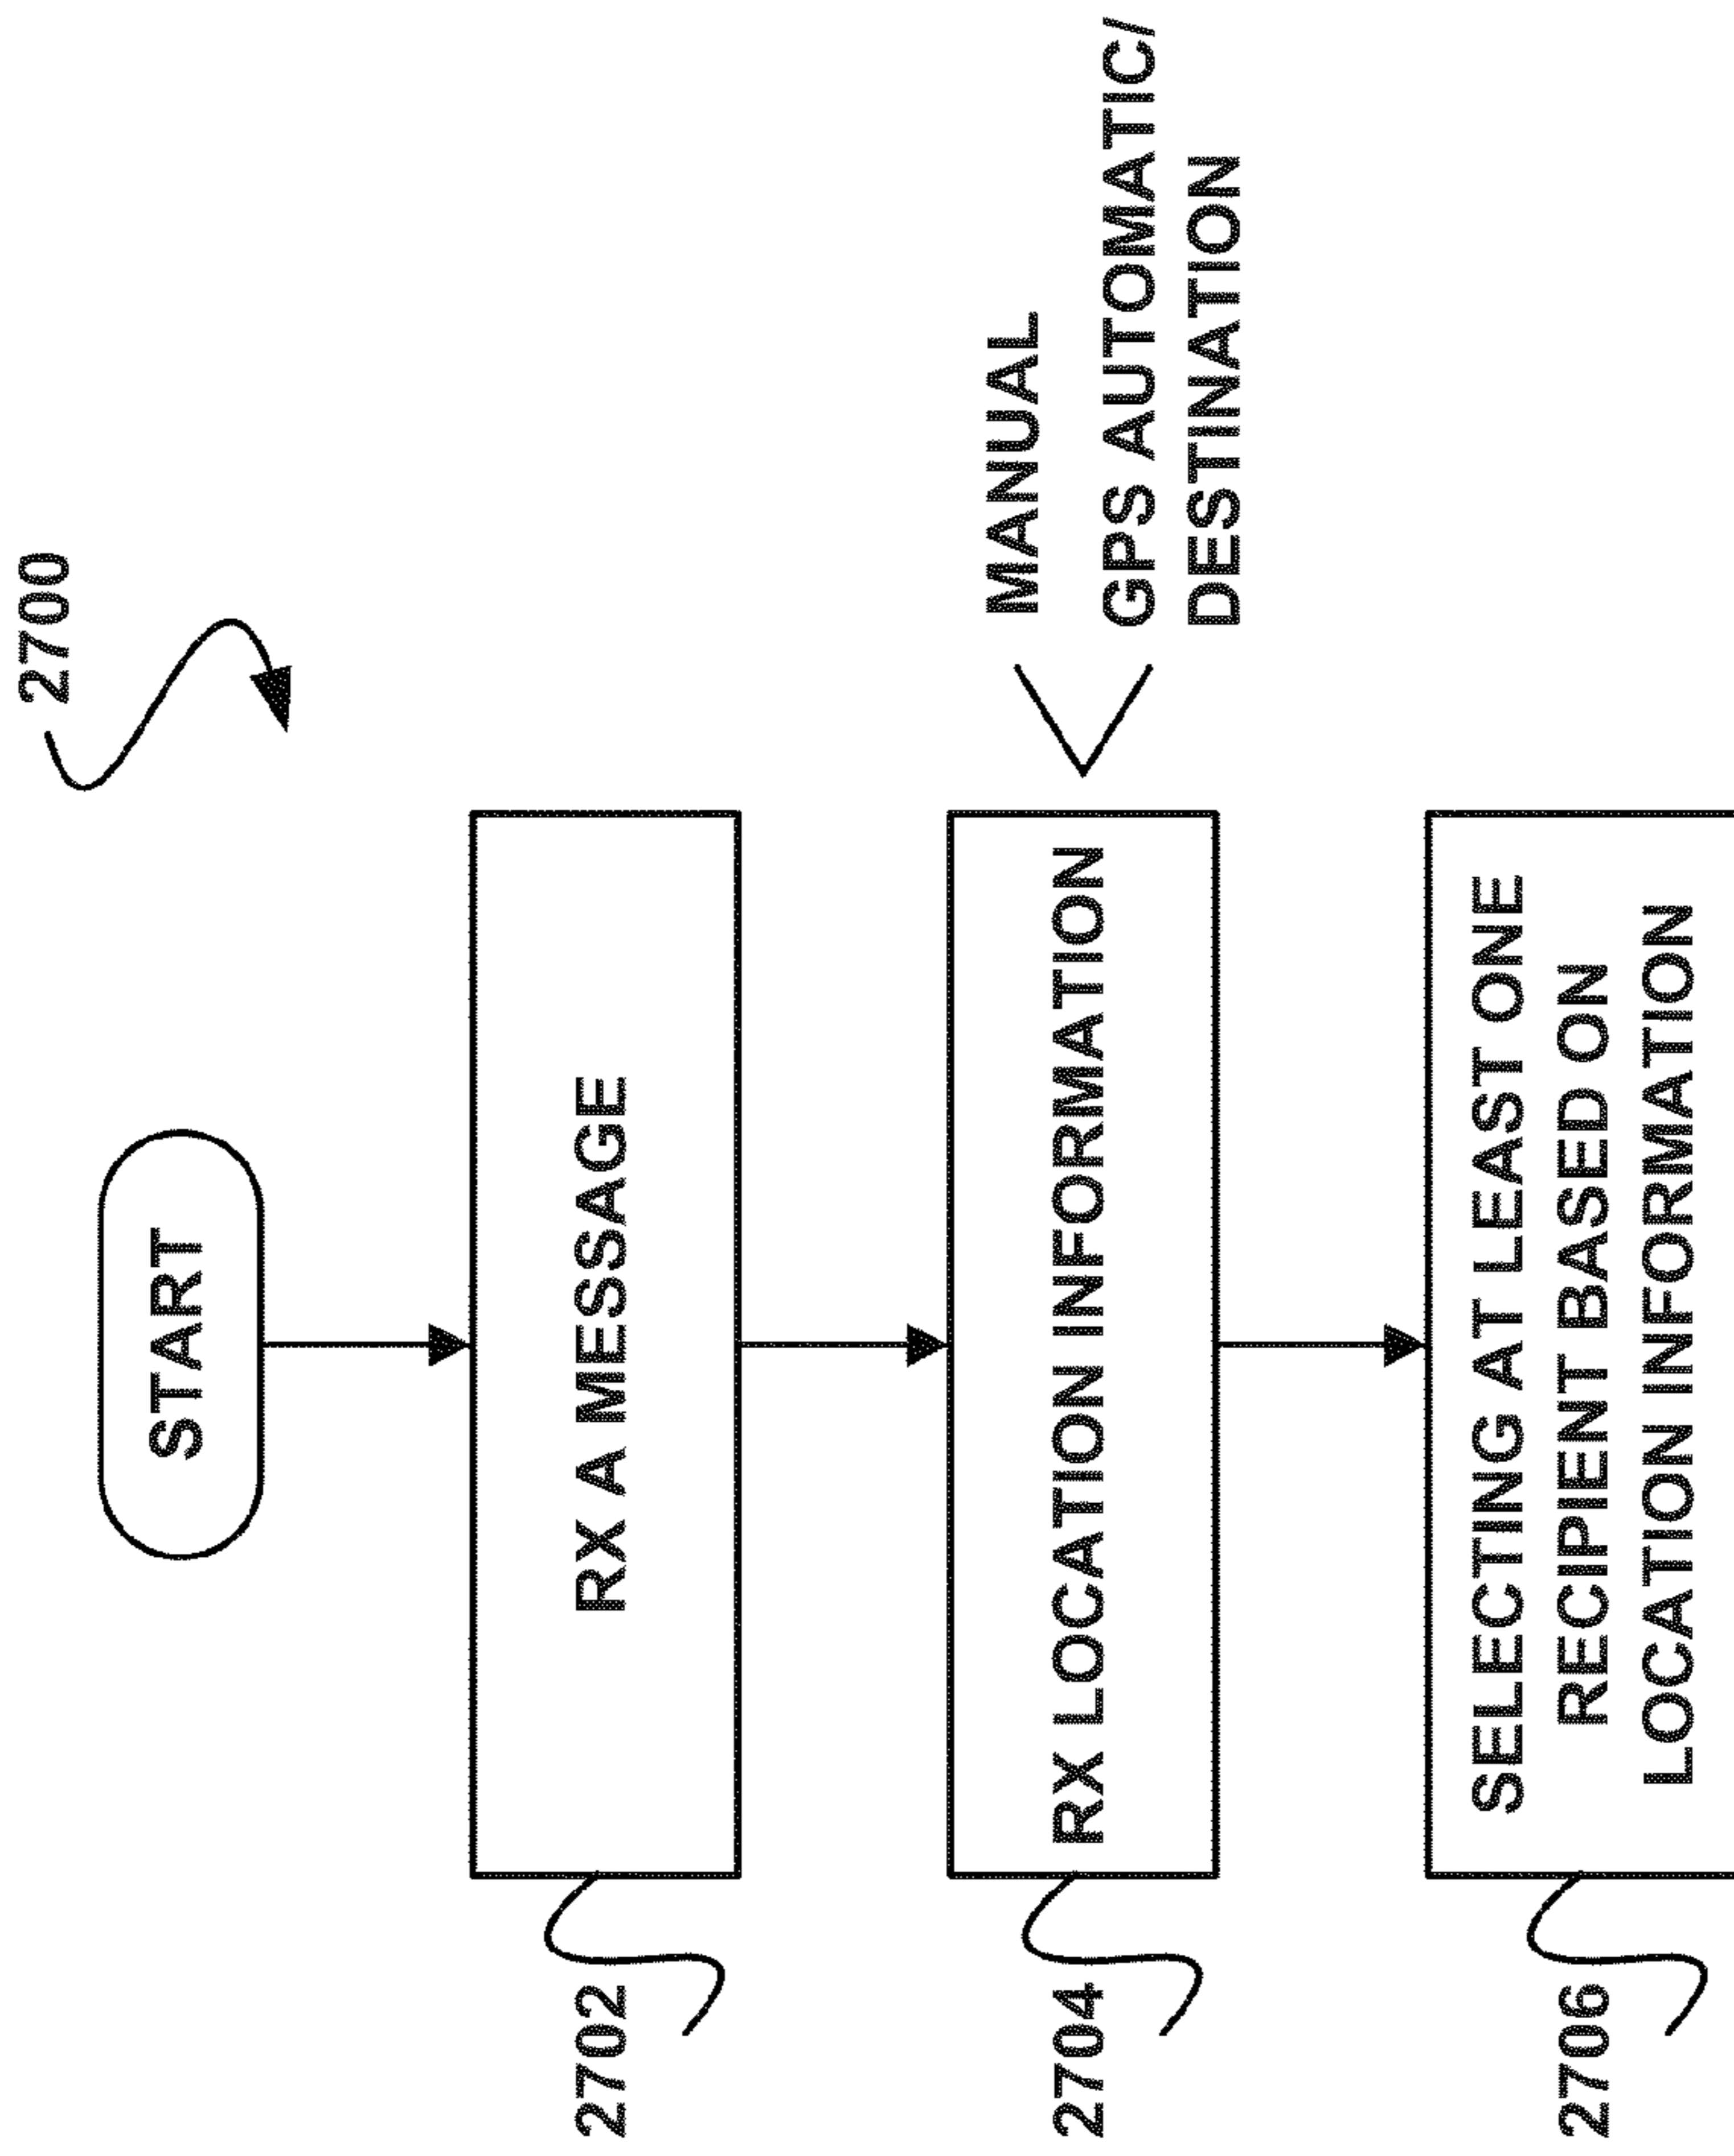 2700
START
2702
RX A MESSAGE
2704
RX LOCATION INFORMATION
MANUAL
GPS AUTOMATIC/
DESTINATION
2706
SELECTING AT LEAST ONE
RECIPIENT BASED ON
LOCATION INFORMATION